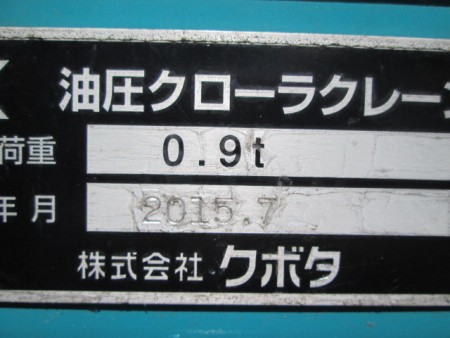 油圧クローラクレーン
荷重 0.9t
年月 2015.7
株式会社 クボタ